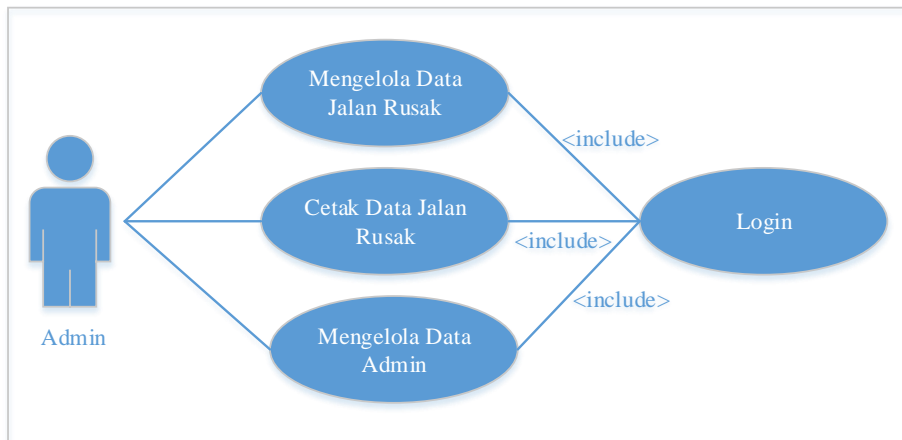 Mengelola Data
Jalan Rusak
<include>
Cetak Data Jalan
Rusak
<include>
Login
<include>
Mengelola Data
Admin
Admin